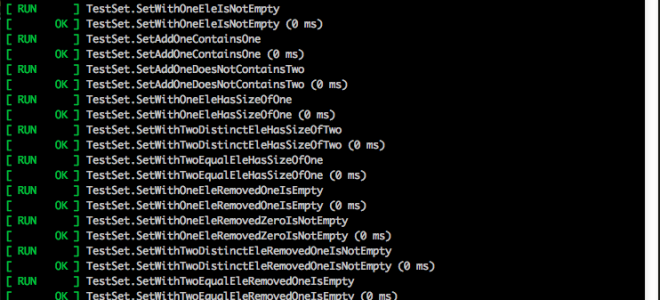 [ RUN      ] TestSet.SetWithOneEleIsNotEmpty
[       OK ] TestSet.SetWithOneEleIsNotEmpty (0 ms)
[ RUN      ] TestSet.SetAddOneContainsOne
[       OK ] TestSet.SetAddOneContainsOne (0 ms)
[ RUN      ] TestSet.SetAddOneDoesNotContainsTwo
[       OK ] TestSet.SetAddOneDoesNotContainsTwo (0 ms)
[ RUN      ] TestSet.SetWithOneEleHasSizeOfOne
[       OK ] TestSet.SetWithOneEleHasSizeOfOne (0 ms)
[ RUN      ] TestSet.SetWithTwoDistinctEleHasSizeOfTwo
[       OK ] TestSet.SetWithTwoDistinctEleHasSizeOfTwo (0 ms)
[ RUN      ] TestSet.SetWithTwoEqualEleHasSizeOfOne
[       OK ] TestSet.SetWithTwoEqualEleHasSizeOfOne (0 ms)
[ RUN      ] TestSet.SetWithOneEleRemovedOneIsEmpty
[       OK ] TestSet.SetWithOneEleRemovedOneIsEmpty (0 ms)
[ RUN      ] TestSet.SetWithOneEleRemovedZeroIsNotEmpty
[       OK ] TestSet.SetWithOneEleRemovedZeroIsNotEmpty (0 ms)
[ RUN      ] TestSet.SetWithTwoDistinctEleRemovedOneIsNotEmpty
[       OK ] TestSet.SetWithTwoDistinctEleRemovedOneIsNotEmpty (0 ms)
[ RUN      ] TestSet.SetWithTwoEqualEleRemovedOneIsEmpty
[       OK ] TestSet.SetWithTwoEqualEleRemovedOneIsEmpty (0 ms)